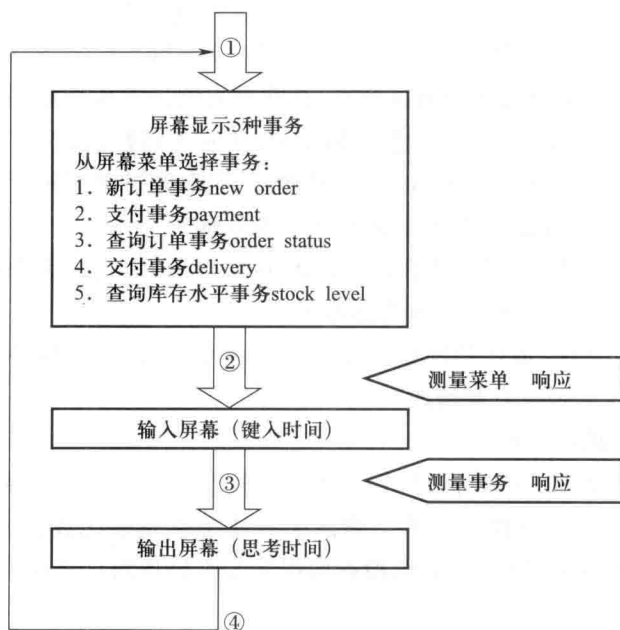 ①
屏幕显示5种事务
从屏幕菜单选择事务：
1．新订单事务new order
2．支付事务payment
3．查询订单事务order status
4．交付事务delivery
5．查询库存水平事务stock level
②
测量菜单 响应
输入屏幕（键入时间）
③
测量事务 响应
输出屏幕（思考时间）
④